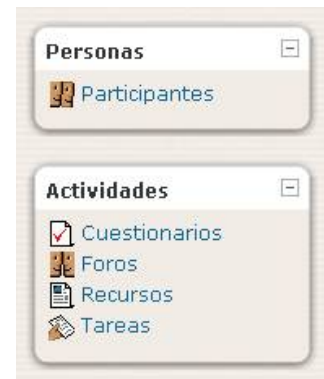 Personas
Participantes
Actividades
Cuestionarios
Foros
Recursos
Tareas